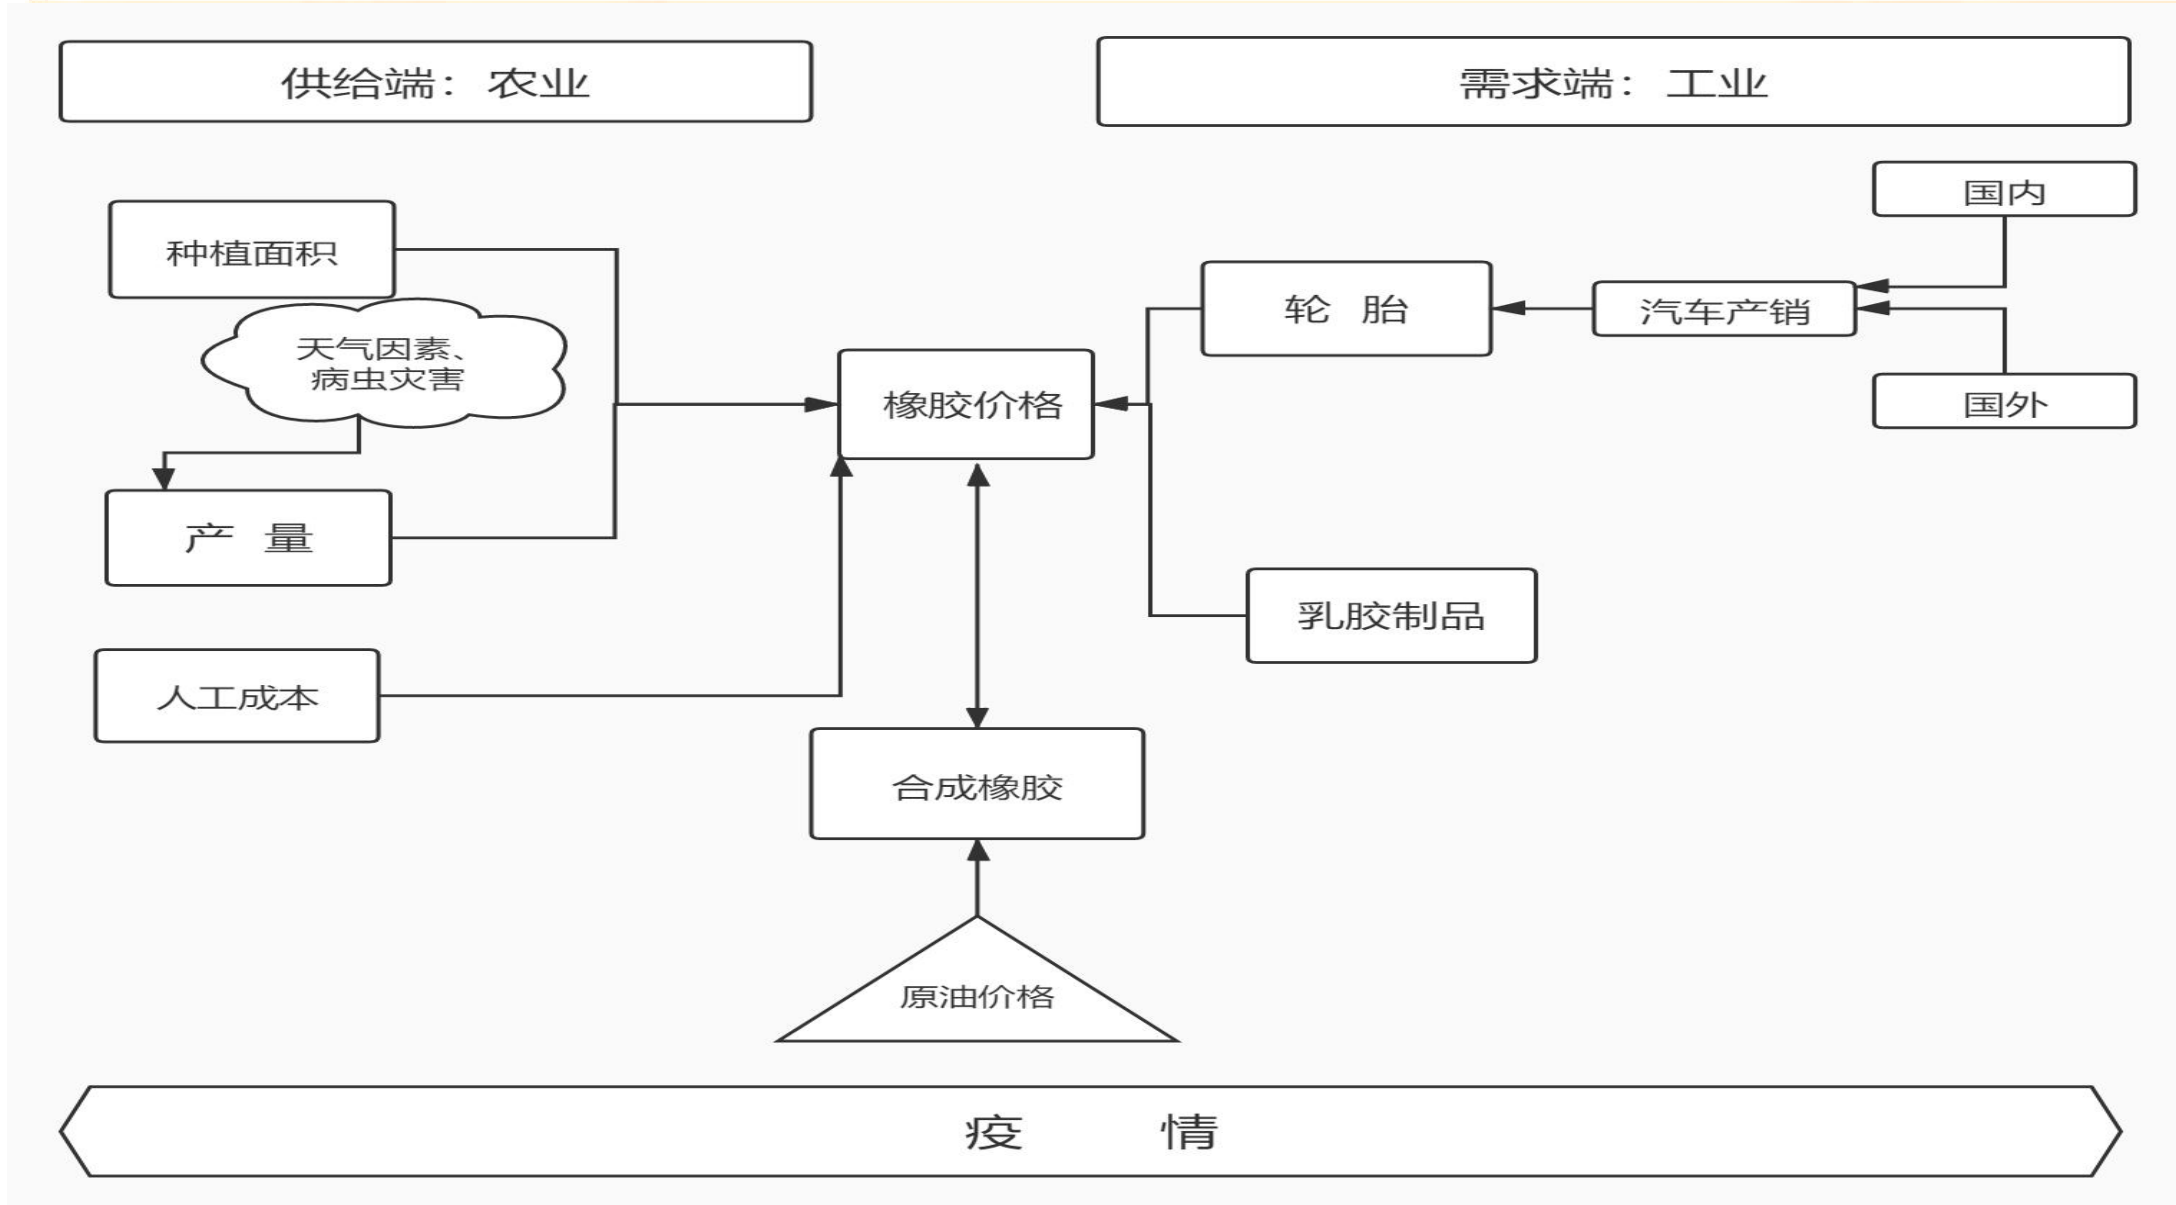 供给端：农业
需求端：工业
国内
种植面积
轮 胎
汽车产销
天气因素、
病虫灾害
橡胶价格
国外
产 量
乳胶制品
人工成本
合成橡胶
原油价格
疫 情